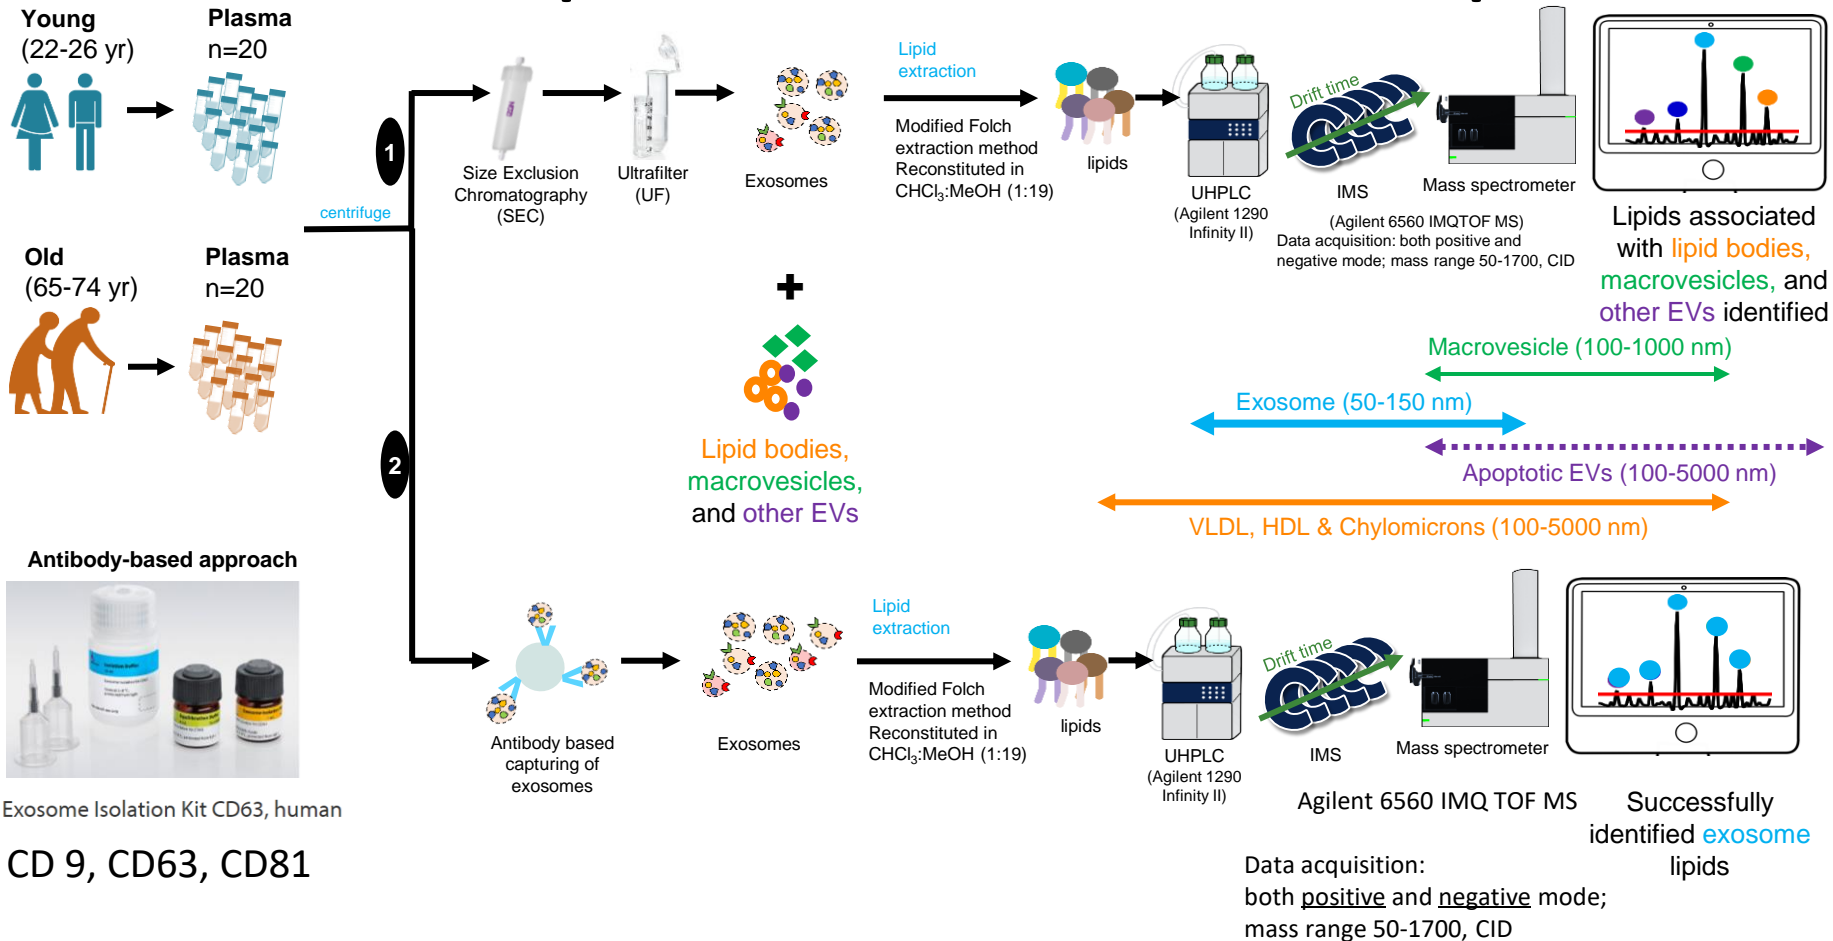 Young
(22-26 yr)
Plasma
n=20
Old
(65-74 yr)
Plasma
n=20
centrifuge
1
2
Size Exclusion
Chromatography
(SEC)
Ultrafilter
(UF)
Exosomes
Lipid
extraction
Modified Folch
extraction method
Reconstituted in
CHCl₃:MeOH (1:19)
lipids
UHPLC
(Agilent 1290
Infinity II)
Drift time
IMS
Mass spectrometer
(Agilent 6560 IMQTOF MS)
Data acquisition: both positive and
negative mode; mass range 50-1700, CID
Lipids associated
with lipid bodies,
macrovesicles, and
other EVs identified
+
Lipid bodies,
macrovesicles,
and other EVs
Macrovesicle (100-1000 nm)
Exosome (50-150 nm)
Apoptotic EVs (100-5000 nm)
VLDL, HDL & Chylomicrons (100-5000 nm)
Antibody-based approach
Exosome Isolation Kit CD63, human
CD 9, CD63, CD81
Antibody based
capturing of
exosomes
Exosomes
Lipid
extraction
Modified Folch
extraction method
Reconstituted in
CHCl₃:MeOH (1:19)
lipids
UHPLC
(Agilent 1290
Infinity II)
Drift time
IMS
Mass spectrometer
Agilent 6560 IMQ TOF MS
Data acquisition:
both positive and negative mode;
mass range 50-1700, CID
Successfully
identified exosome
lipids